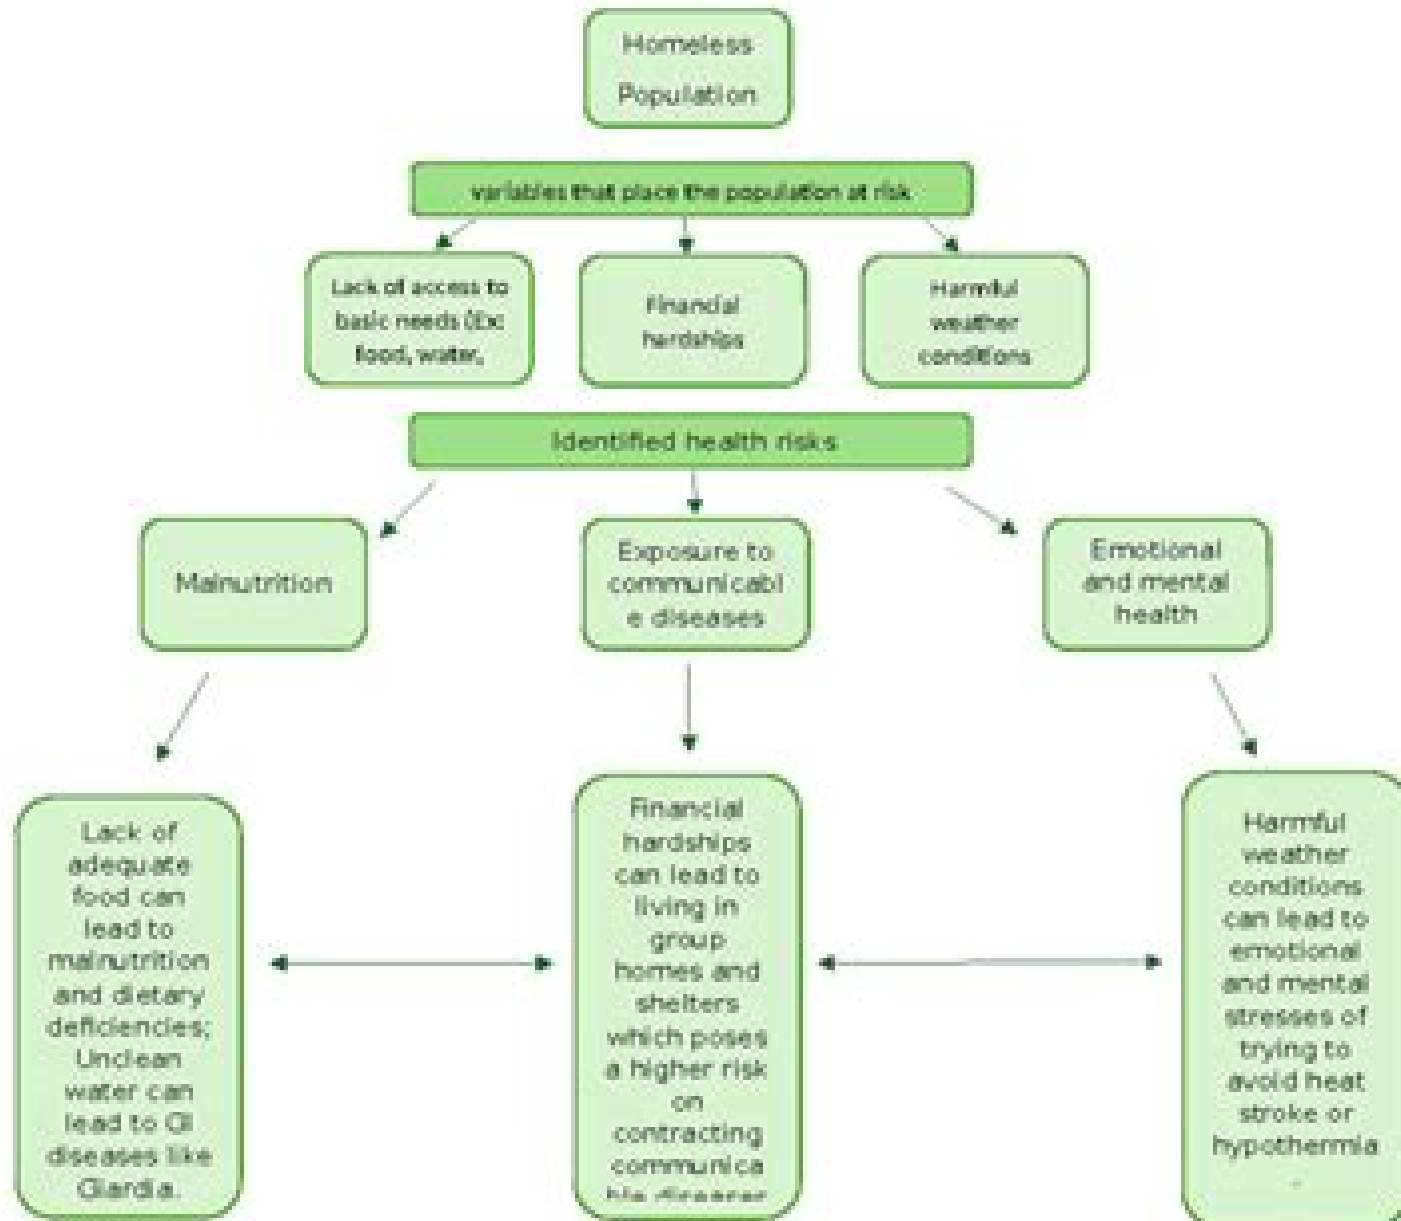 Homeless
Population
variables that place the population at risk
Lack of access to
basic needs (Ex:
food, water,
Financial
hardships
Harmful
weather
conditions
Identified health risks
Malnutrition
Exposure to
communicabl
e diseases
Emotional
and mental
health
Lack of
adequate
food can
lead to
malnutrition
and dietary
deficiencies;
Unclean
water can
lead to GI
diseases like
Giardia.
Financial
hardships
can lead to
living in
group
homes and
shelters
which poses
a higher risk
on
contracting
communica
ble diseases
Harmful
weather
conditions
can lead to
emotional
and mental
stresses of
trying to
avoid heat
stroke or
hypothermia
.